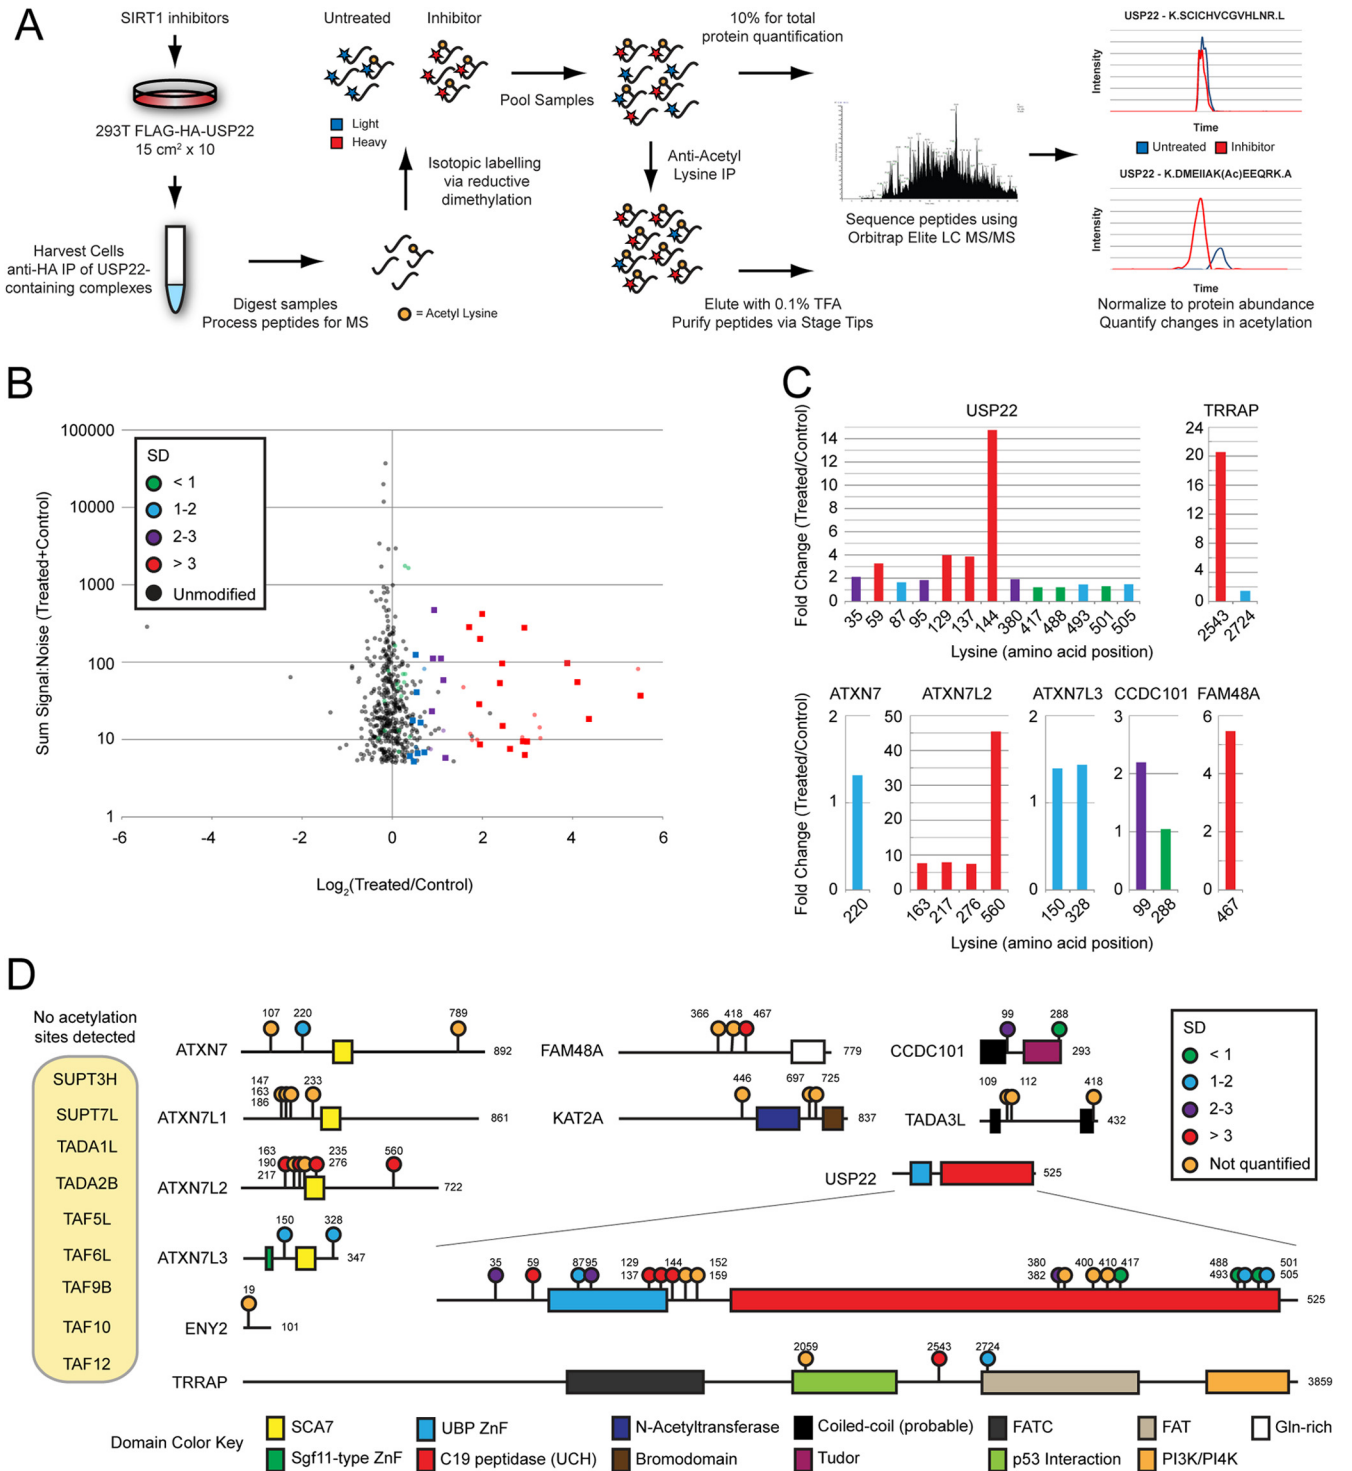 A
SIRT1 inhibitors
293T FLAG-HA-USP22
15 cm² x 10
Harvest Cells
anti-HA IP of USP22-
containing complexes
Digest samples
Process peptides for MS
Untreated
Inhibitor
Light
Heavy
Isotopic labelling
via reductive
dimethylation
= Acetyl Lysine
Pool Samples
10% for total
protein quantification
Anti-Acetyl
Lysine IP
Elute with 0.1% TFA
Purify peptides via Stage Tips
Sequence peptides using
Orbitrap Elite LC MS/MS
USP22 - K.SCICHVCGVHLNR.L
Intensity
Time
Untreated
Inhibitor
USP22 - K.DMEIIAK(Ac)EEQRK.A
Intensity
Time
Normalize to protein abundance
Quantify changes in acetylation
B
Sum Signal:Noise (Treated+Control)
100000
10000
1000
100
10
1
SD
< 1
1-2
2-3
> 3
Unmodified
-6 -4 -2 0 2 4 6
Log₂(Treated/Control)
C
Fold Change (Treated/Control)
USP22
14
12
10
8
6
4
2
0
35 59 87 95 129 137 144 380 417 488 493 501 505
TRRAP
24
20
16
12
8
4
0
2543 2724
Lysine (amino acid position)
Fold Change (Treated/Control)
ATXN7
2
1
0
220
ATXN7L2
50
40
30
20
10
0
163 217 276 560
ATXN7L3
2
1
0
150 328
CCDC101
3
2
1
0
99 288
FAM48A
6
4
2
0
467
Lysine (amino acid position)
D
No acetylation
sites detected
SUPT3H
SUPT7L
TADA1L
TADA2B
TAF5L
TAF6L
TAF9B
TAF10
TAF12
ATXN7
107 220 789
892
ATXN7L1
147
163
186
233
861
ATXN7L2
163
190
217
235
276
560
722
ATXN7L3
150 328
347
ENY2
19
101
FAM48A
366 418 467
779
KAT2A
446 697 725
837
CCDC101
99 288
293
TADA3L
109 112 418
432
USP22
525
SD
< 1
1-2
2-3
> 3
Not quantified
35 59 87 95
129
137
144
152
159
380
382
400 410 417
488
493
501
505
525
TRRAP
2059 2543 2724
3859
Domain Color Key
SCA7
UBP ZnF
N-Acetyltransferase
Coiled-coil (probable)
FATC
FAT
Gln-rich
Sgf11-type ZnF
C19 peptidase (UCH)
Bromodomain
Tudor
p53 Interaction
PI3K/PI4K